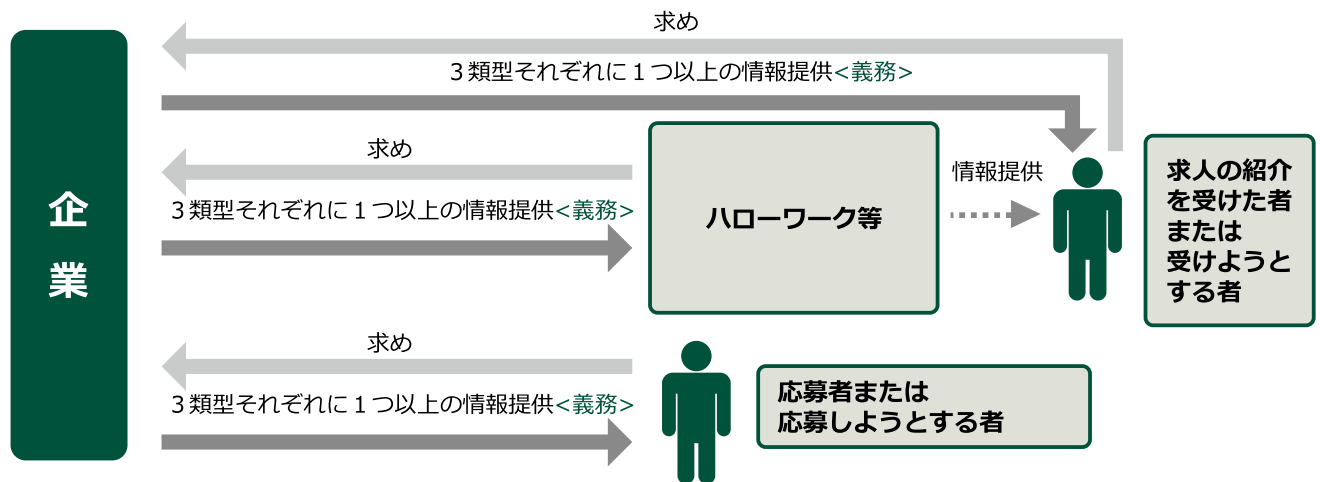 企業
求め
３類型それぞれに１つ以上の情報提供<義務>
求め
３類型それぞれに１つ以上の情報提供<義務>
ハローワーク等
情報提供
求人の紹介
を受けた者
または
受けようと
する者
求め
３類型それぞれに１つ以上の情報提供<義務>
応募者または
応募しようとする者